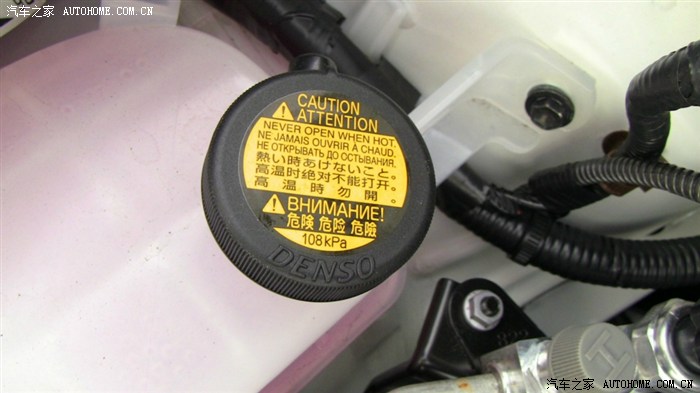 汽车之家 AUTOHOME.COM.CN
CAUTION
ATTENTION
NEVER OPEN WHEN HOT.
NE JAMAIS OUVRIR À CHAUD.
НЕ ОТКРЫВАТЬ ДО ОСТЫВАНИЯ.
熱い時あけないこと。
高温时绝对不能打开。
高温時勿開。
ВНИМАНИЕ!
危険 危险 危險
108kPa
DENSO
H
汽车之家 AUTOHOME.COM.CN